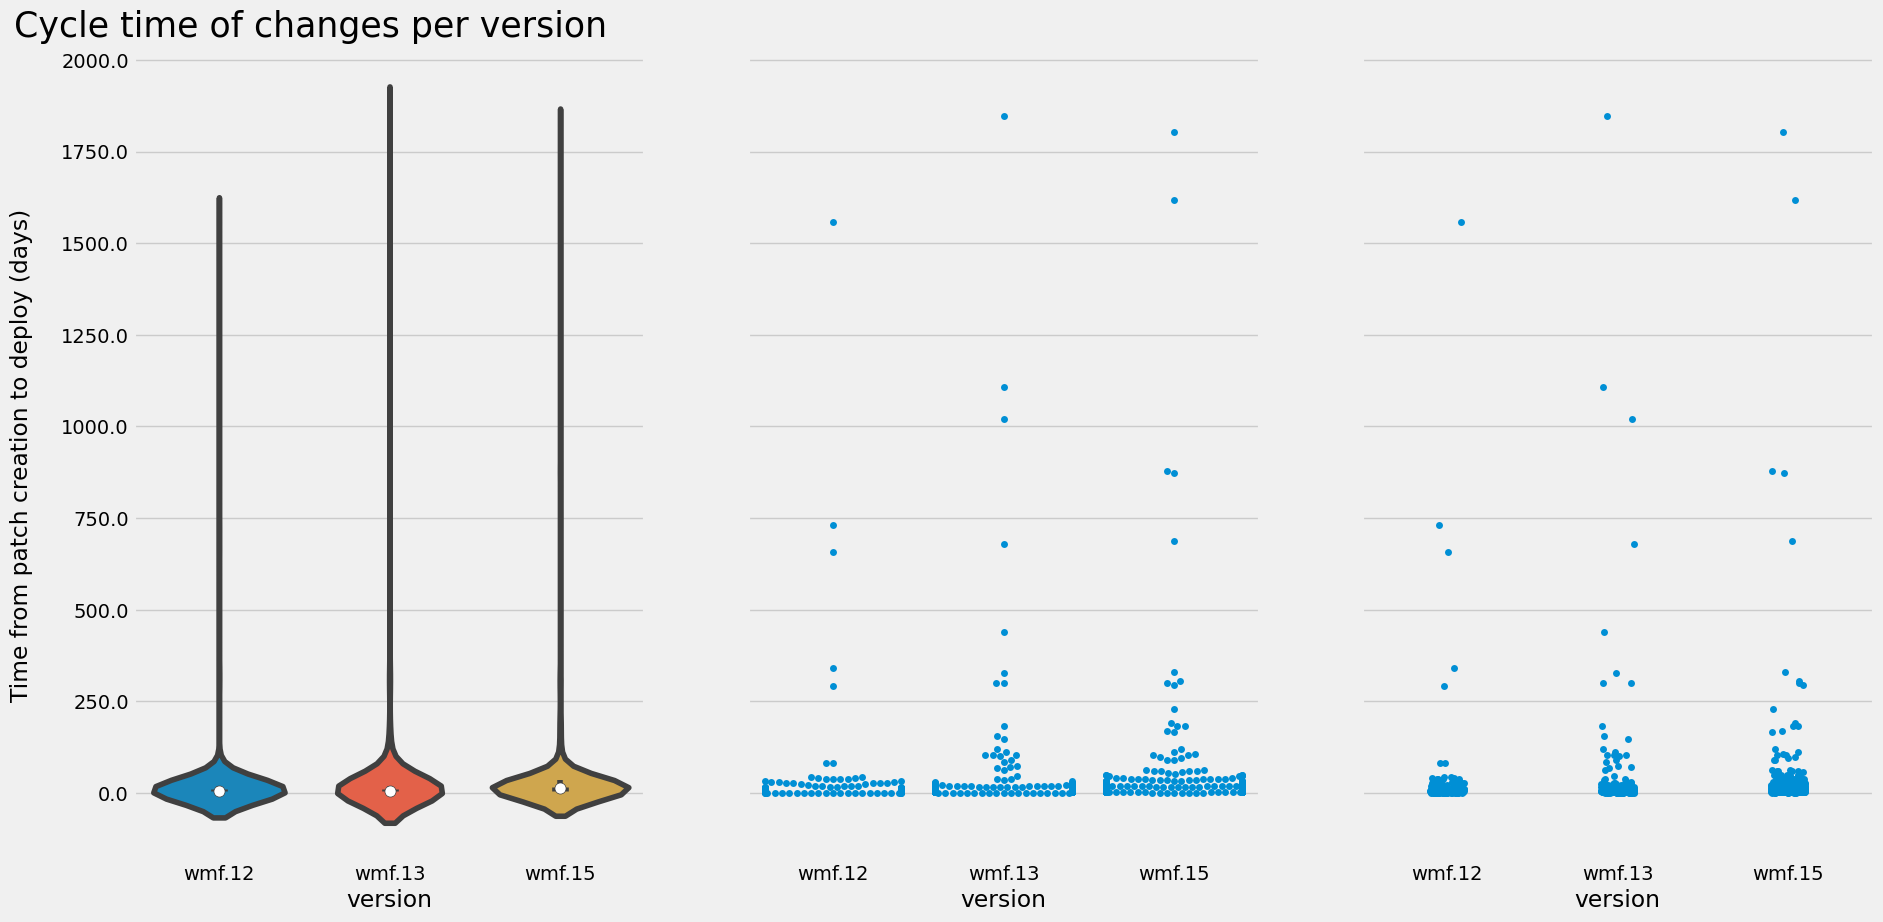 Cycle time of changes per version
Time from patch creation to deploy (days)
2000.0
1750.0
1500.0
1250.0
1000.0
750.0
500.0
250.0
0.0
wmf.12 wmf.13 wmf.15
version
wmf.12 wmf.13 wmf.15
version
wmf.12 wmf.13 wmf.15
version